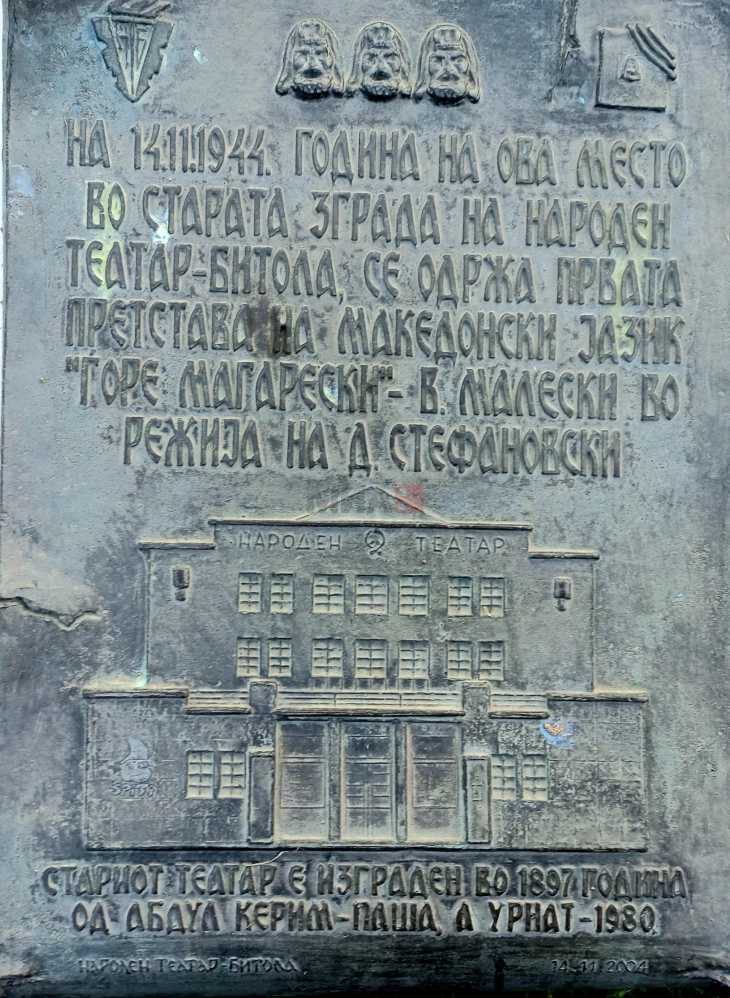 НА 14.11.1944. ГОДИНА НА ОВА МЕСТО
ВО СТАРАТА ЗГРАДА НА НАРОДЕН
ТЕАТАР-БИТОЛА, СЕ ОДРЖА ПРВАТА
ПРЕТСТАВА НА МАКЕДОНСКИ ЈАЗИК
"ГОРЕ МАГАРЕСКИ"- В. МАЛЕСКИ ВО
РЕЖИЈА НА Д. СТЕФАНОВСКИ
НАРОДЕН ТЕАТАР
СТАРИОТ ТЕАТАР Е ИЗГРАДЕН ВО 1897 ГОДИНА
ОД АБДУЛ КЕРИМ-ПАША, А УРНАТ-1980.
НАРОДЕН ТЕАТАР-БИТОЛА
14.11.2004